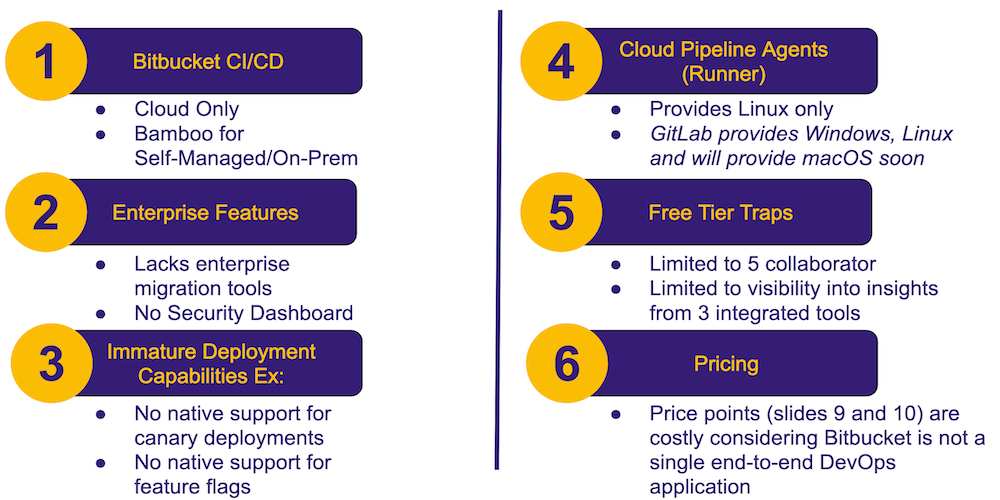 1
Bitbucket CI/CD
● Cloud Only
● Bamboo for
Self-Managed/On-Prem
2
Enterprise Features
● Lacks enterprise
migration tools
● No Security Dashboard
3
Immature Deployment
Capabilities Ex:
● No native support for
canary deployments
● No native support for
feature flags
4
Cloud Pipeline Agents
(Runner)
● Provides Linux only
● GitLab provides Windows, Linux
and will provide macOS soon
5
Free Tier Traps
● Limited to 5 collaborator
● Limited to visibility into insights
from 3 integrated tools
6
Pricing
● Price points (slides 9 and 10) are
costly considering Bitbucket is not a
single end-to-end DevOps
application